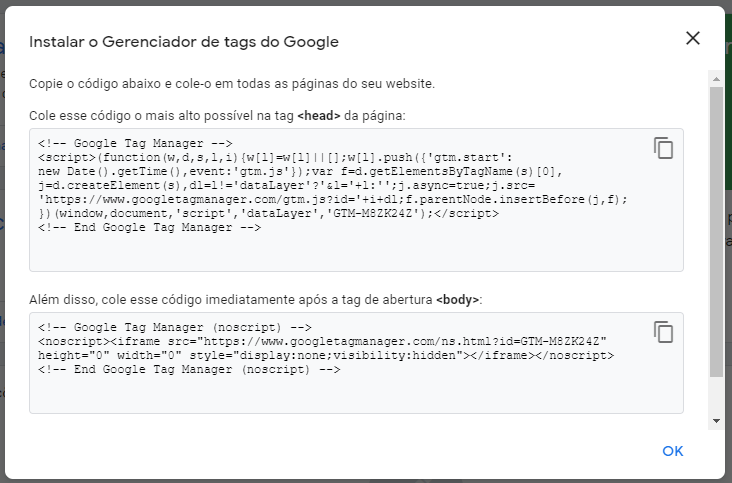 Instalar o Gerenciador de tags do Google
Copie o código abaixo e cole-o em todas as páginas do seu website.
Cole esse código o mais alto possível na tag <head> da página:
<!-- Google Tag Manager -->
<script>(function(w,d,s,l,i){w[l]=w[l]||[];w[l].push({'gtm.start':
new Date().getTime(),event:'gtm.js'});var f=d.getElementsByTagName(s)[0],
j=d.createElement(s),dl=l!='dataLayer'?'&l='+l:'';j.async=true;j.src=
'https://www.googletagmanager.com/gtm.js?id='+i+dl;f.parentNode.insertBefore(j,f);
})(window,document,'script','dataLayer','GTM-M8ZK24Z');</script>
<!-- End Google Tag Manager -->
Além disso, cole esse código imediatamente após a tag de abertura <body>:
<!-- Google Tag Manager (noscript) -->
<noscript><iframe src="https://www.googletagmanager.com/ns.html?id=GTM-M8ZK24Z"
height="0" width="0" style="display:none;visibility:hidden"></iframe></noscript>
<!-- End Google Tag Manager (noscript) -->
OK